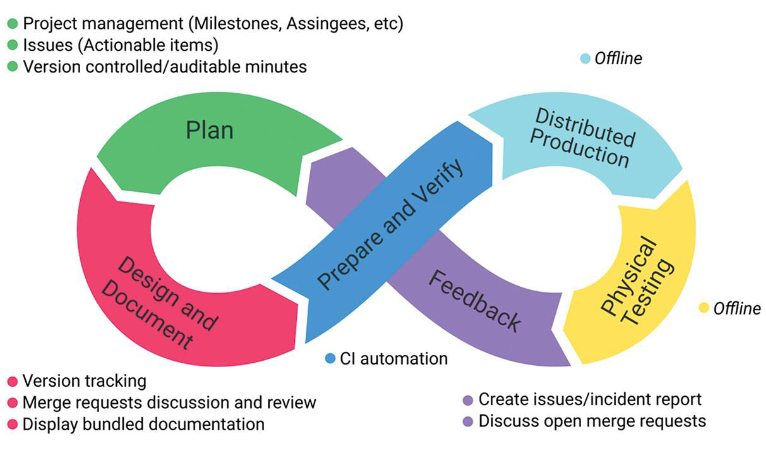 Project management (Milestones, Assingees, etc)
Issues (Actionable items)
Version controlled/auditable minutes
Offline
Plan
Distributed
Production
Prepare and Verify
Design and
Document
Feedback
Physical
Testing
Offline
CI automation
Version tracking
Merge requests discussion and review
Display bundled documentation
Create issues/incident report
Discuss open merge requests